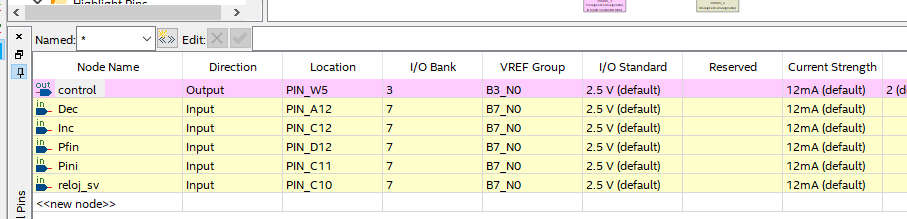 Highlight Pins
Named: * Edit:
Node Name Direction Location I/O Bank VREF Group I/O Standard Reserved Current Strength
out control Output PIN_W5 3 B3_N0 2.5 V (default) 12mA (default) 2 (d
in Dec Input PIN_A12 7 B7_N0 2.5 V (default) 12mA (default)
in Inc Input PIN_C12 7 B7_N0 2.5 V (default) 12mA (default)
in Pfin Input PIN_D12 7 B7_N0 2.5 V (default) 12mA (default)
in Pini Input PIN_C11 7 B7_N0 2.5 V (default) 12mA (default)
in reloj_sv Input PIN_C10 7 B7_N0 2.5 V (default) 12mA (default)
<<new node>>
l Pins